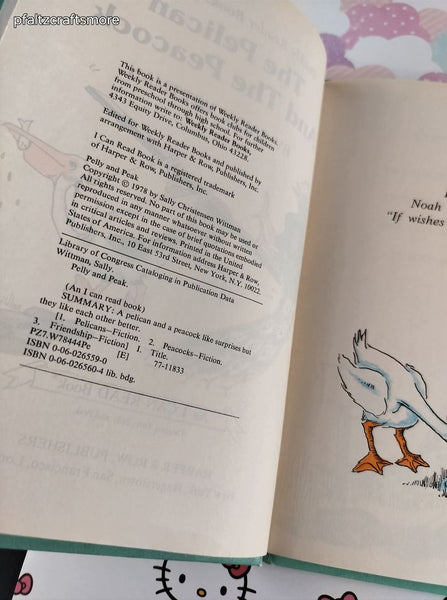 pfaltzcraftsmore
This book is a presentation of Weekly Reader Books.
Weekly Reader Books offers book clubs for children
from preschool through high school. For further
information write to: Weekly Reader Books,
4343 Equity Drive, Columbus, Ohio 43228.
Edited for Weekly Reader Books and published by
arrangement with Harper & Row, Publishers, Inc.
I Can Read Book is a registered trademark
of Harper & Row, Publishers, Inc.
Pelly and Peak
Copyright © 1978 by Sally Christensen Wittman
All rights reserved. No part of this book may be used or
reproduced in any manner whatsoever without written
permission except in the case of brief quotations embodied
in critical articles and reviews. Printed in the United
States of America. For information address Harper & Row,
Publishers, Inc., 10 East 53rd Street, New York, N.Y. 10022.
Library of Congress Cataloging in Publication Data
Wittman, Sally.
Pelly and Peak.
(An I can read book)
SUMMARY: A pelican and a peacock like surprises but
they like each other better.
[1. Pelicans–Fiction. 2. Peacocks–Fiction.
3. Friendship–Fiction] I. Title.
PZ7.W78444Pe [E] 77-11833
ISBN 0-06-026559-0
ISBN 0-06-026560-4 lib. bdg.
Noah
"If wishes